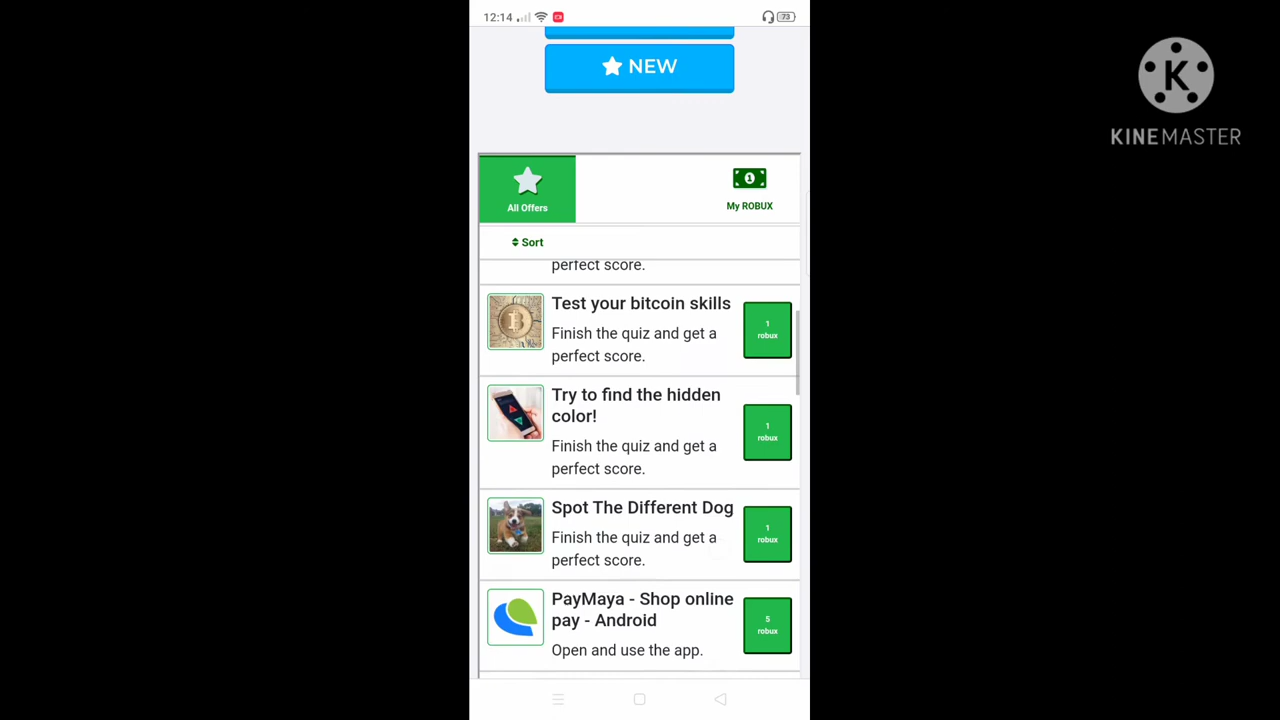 12:14
73
NEW
K
KINEMASTER
All Offers
My ROBUX
Sort
perfect score.
Test your bitcoin skills
Finish the quiz and get a
perfect score.
1
robux
Try to find the hidden
color!
Finish the quiz and get a
perfect score.
1
robux
Spot The Different Dog
Finish the quiz and get a
perfect score.
1
robux
PayMaya - Shop online
pay - Android
Open and use the app.
5
robux